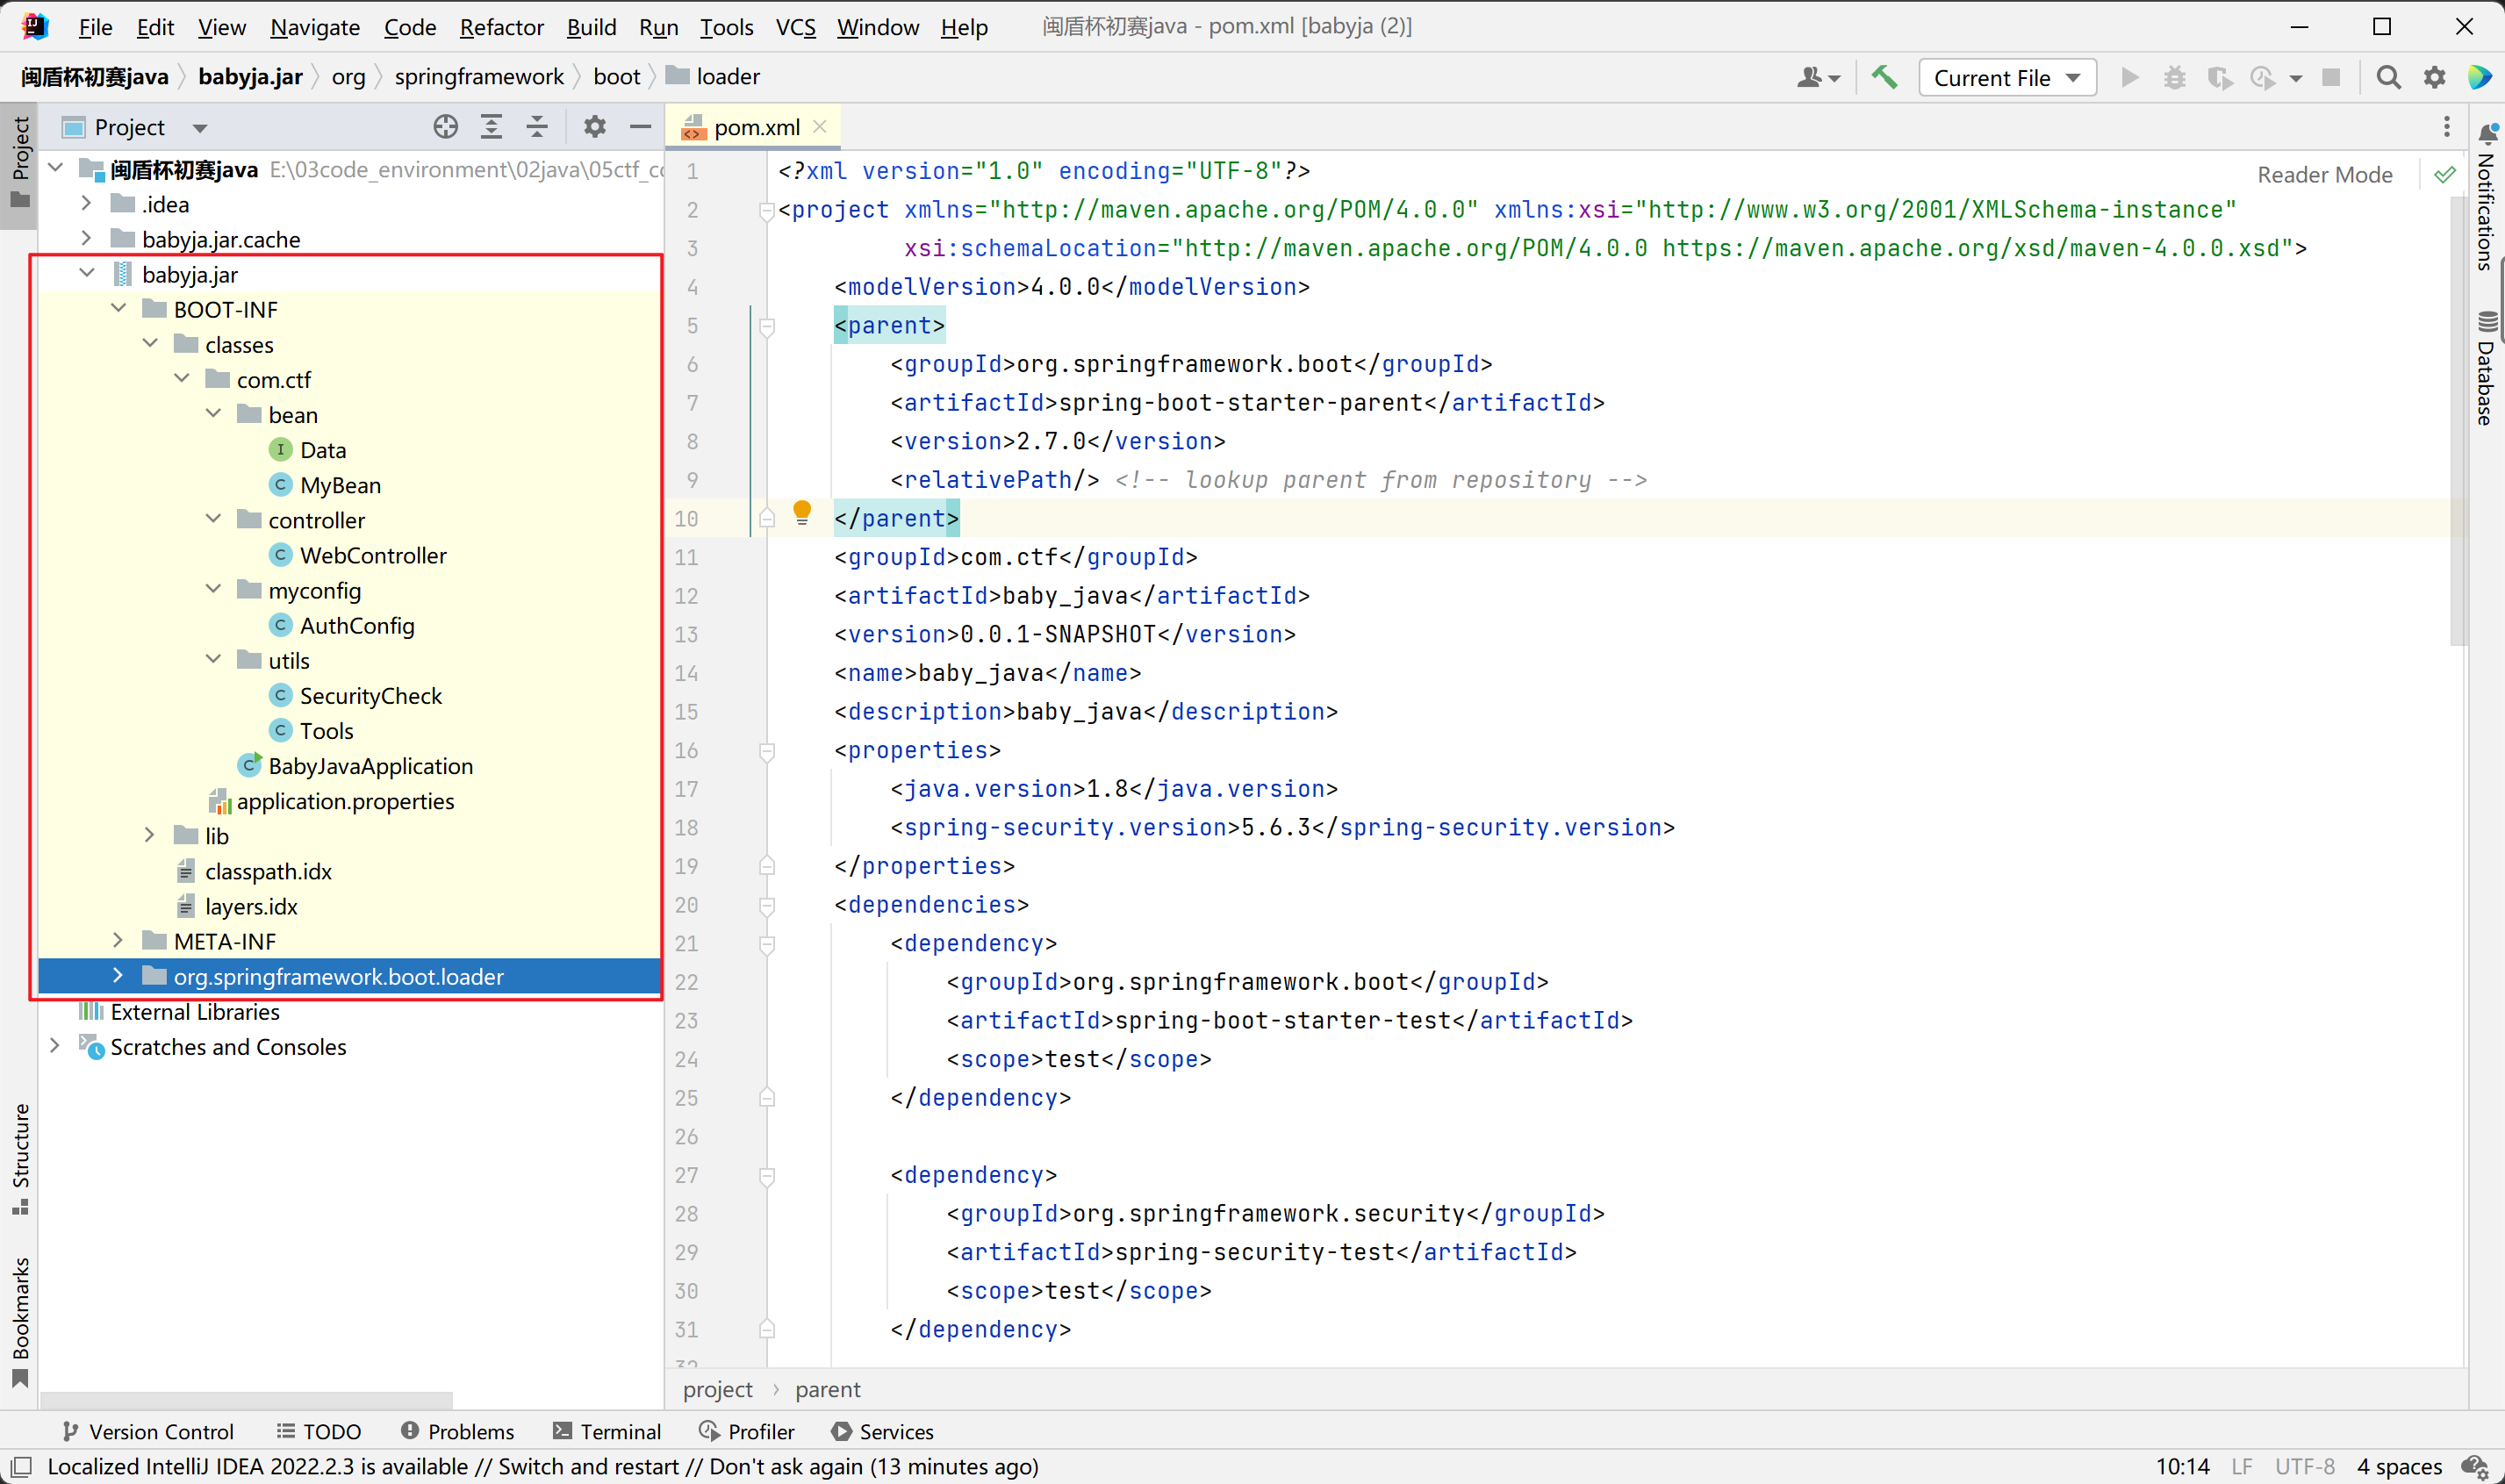 File Edit View Navigate Code Refactor Build Run Tools VCS Window Help 闽盾杯初赛java - pom.xml [babyja (2)]
闽盾杯初赛java babyja.jar org springframework boot loader Current File
Project
Project
pom.xml
闽盾杯初赛java E:\03code_environment\02java\05ctf_cc
.idea
babyja.jar.cache
babyja.jar
BOOT-INF
classes
com.ctf
bean
Data
MyBean
controller
WebController
myconfig
AuthConfig
utils
SecurityCheck
Tools
BabyJavaApplication
application.properties
lib
classpath.idx
layers.idx
META-INF
org.springframework.boot.loader
External Libraries
Scratches and Consoles
Structure
Bookmarks
Reader Mode
1 <?xml version="1.0" encoding="UTF-8"?>
2 <project xmlns="http://maven.apache.org/POM/4.0.0" xmlns:xsi="http://www.w3.org/2001/XMLSchema-instance"
3 xsi:schemaLocation="http://maven.apache.org/POM/4.0.0 https://maven.apache.org/xsd/maven-4.0.0.xsd">
4 <modelVersion>4.0.0</modelVersion>
5 <parent>
6 <groupId>org.springframework.boot</groupId>
7 <artifactId>spring-boot-starter-parent</artifactId>
8 <version>2.7.0</version>
9 <relativePath/> <!-- lookup parent from repository -->
10 </parent>
11 <groupId>com.ctf</groupId>
12 <artifactId>baby_java</artifactId>
13 <version>0.0.1-SNAPSHOT</version>
14 <name>baby_java</name>
15 <description>baby_java</description>
16 <properties>
17 <java.version>1.8</java.version>
18 <spring-security.version>5.6.3</spring-security.version>
19 </properties>
20 <dependencies>
21 <dependency>
22 <groupId>org.springframework.boot</groupId>
23 <artifactId>spring-boot-starter-test</artifactId>
24 <scope>test</scope>
25 </dependency>
26
27 <dependency>
28 <groupId>org.springframework.security</groupId>
29 <artifactId>spring-security-test</artifactId>
30 <scope>test</scope>
31 </dependency>
32
Notifications
Database
project parent
Version Control TODO Problems Terminal Profiler Services
Localized IntelliJ IDEA 2022.2.3 is available // Switch and restart // Don't ask again (13 minutes ago) 10:14 LF UTF-8 4 spaces